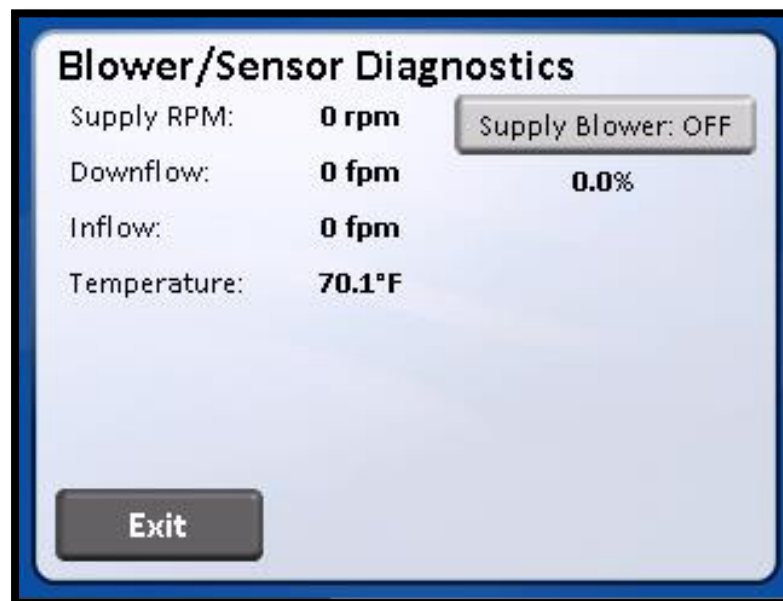 Blower/Sensor Diagnostics
Supply RPM: 0 rpm Supply Blower: OFF
Downflow: 0 fpm 0.0%
Inflow: 0 fpm
Temperature: 70.1°F
Exit